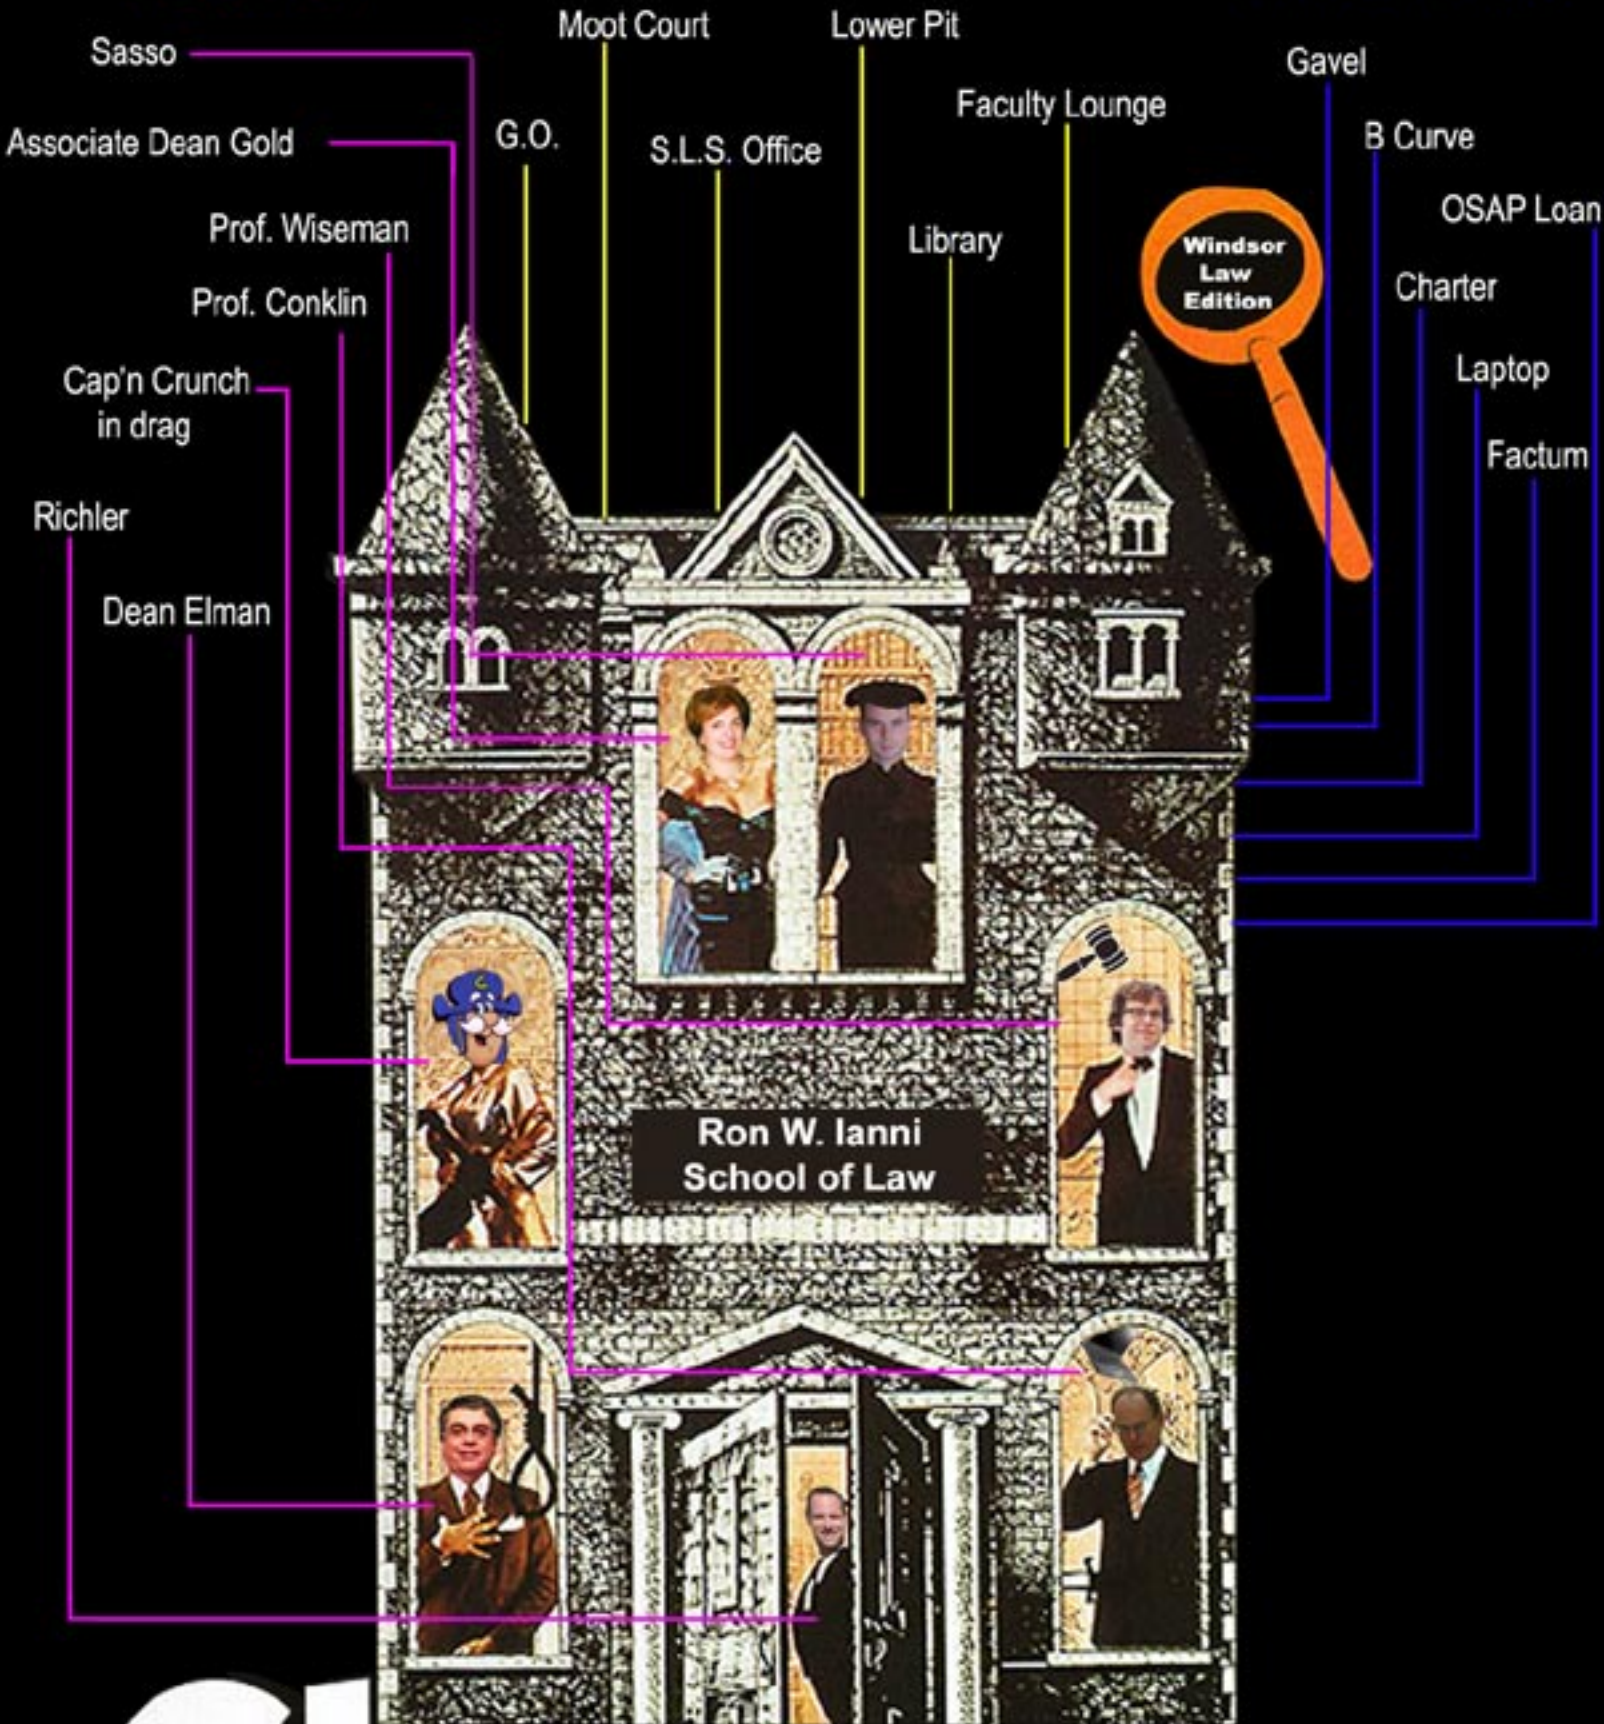 Moot Court
Lower Pit
Sasso
Gavel
Faculty Lounge
Associate Dean Gold
G.O.
S.L.S. Office
B Curve
OSAP Loan
Prof. Wiseman
Library
Windsor
Law
Edition
Charter
Prof. Conklin
Cap'n Crunch
in drag
Laptop
Factum
Richler
Dean Elman
Ron W. Ianni
School of Law